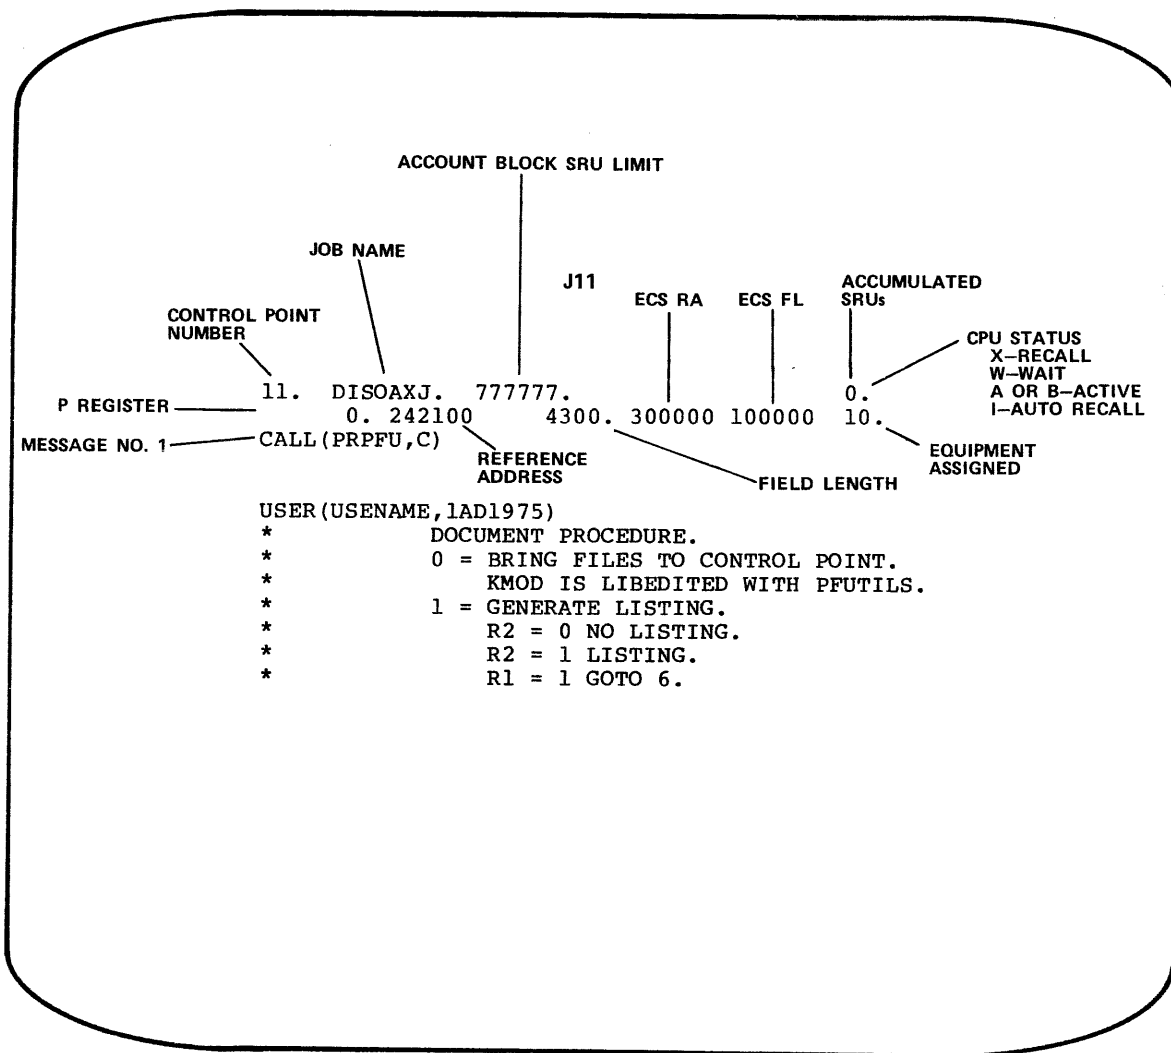 ACCOUNT BLOCK SRU LIMIT
JOB NAME
J11
ECS RA
ECS FL
ACCUMULATED
SRUs
CONTROL POINT
NUMBER
CPU STATUS
X–RECALL
W–WAIT
A OR B–ACTIVE
I–AUTO RECALL
11. DISOAXJ. 777777. 0.
P REGISTER
0. 242100 4300. 300000 100000 10.
MESSAGE NO. 1
CALL(PRPFU,C)
REFERENCE
ADDRESS
FIELD LENGTH
EQUIPMENT
ASSIGNED
USER(USENAME,1AD1975)
* DOCUMENT PROCEDURE.
* 0 = BRING FILES TO CONTROL POINT.
* KMOD IS LIBEDITED WITH PFUTILS.
* 1 = GENERATE LISTING.
* R2 = 0 NO LISTING.
* R2 = 1 LISTING.
* R1 = 1 GOTO 6.